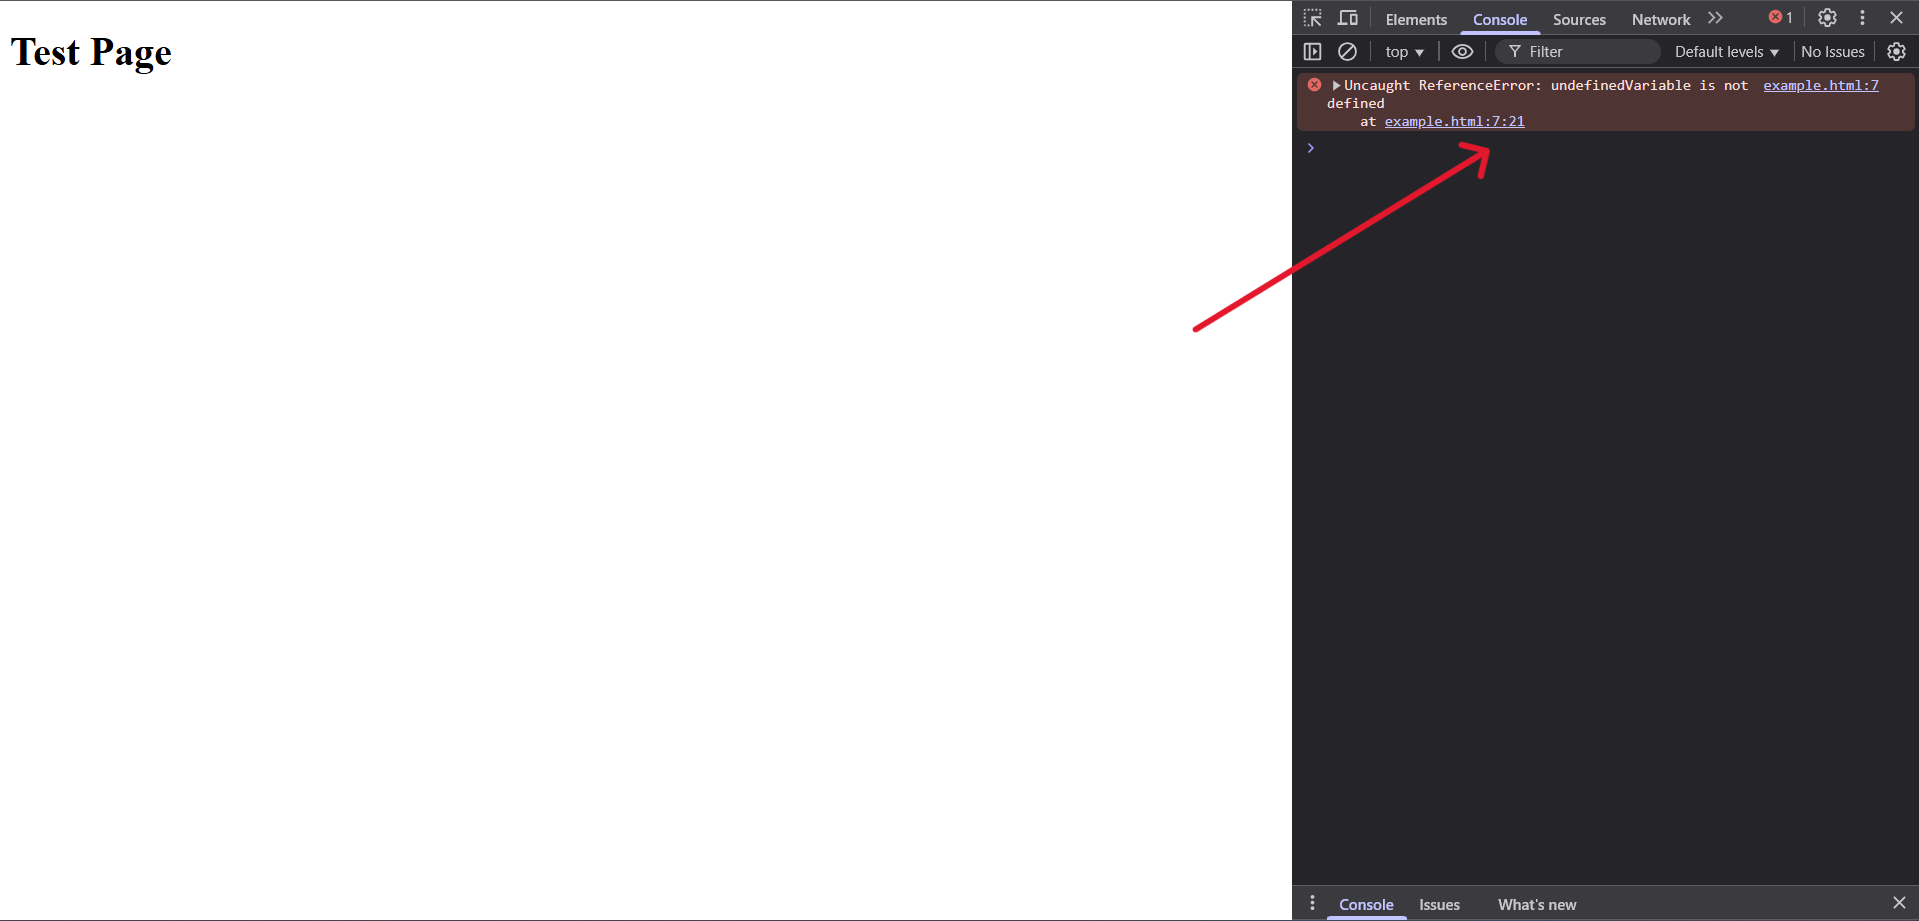 Test Page
Elements Console Sources Network 1
top Filter Default levels No Issues
Uncaught ReferenceError: undefinedVariable is not example.html:7
defined
at example.html:7:21
Console Issues What's new